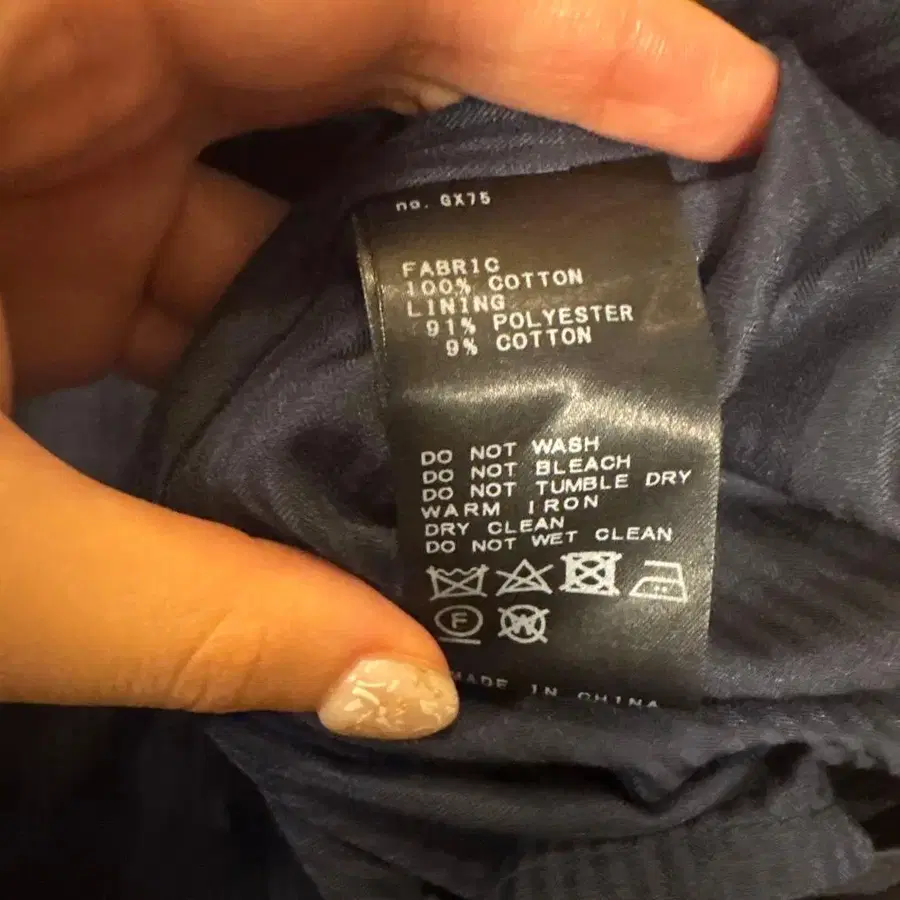 no. GX75
FABRIC
100% COTTON
LINING
91% POLYESTER
9% COTTON
DO NOT WASH
DO NOT BLEACH
DO NOT TUMBLE DRY
WARM IRON
DRY CLEAN
DO NOT WET CLEAN
F W
MADE IN CHINA